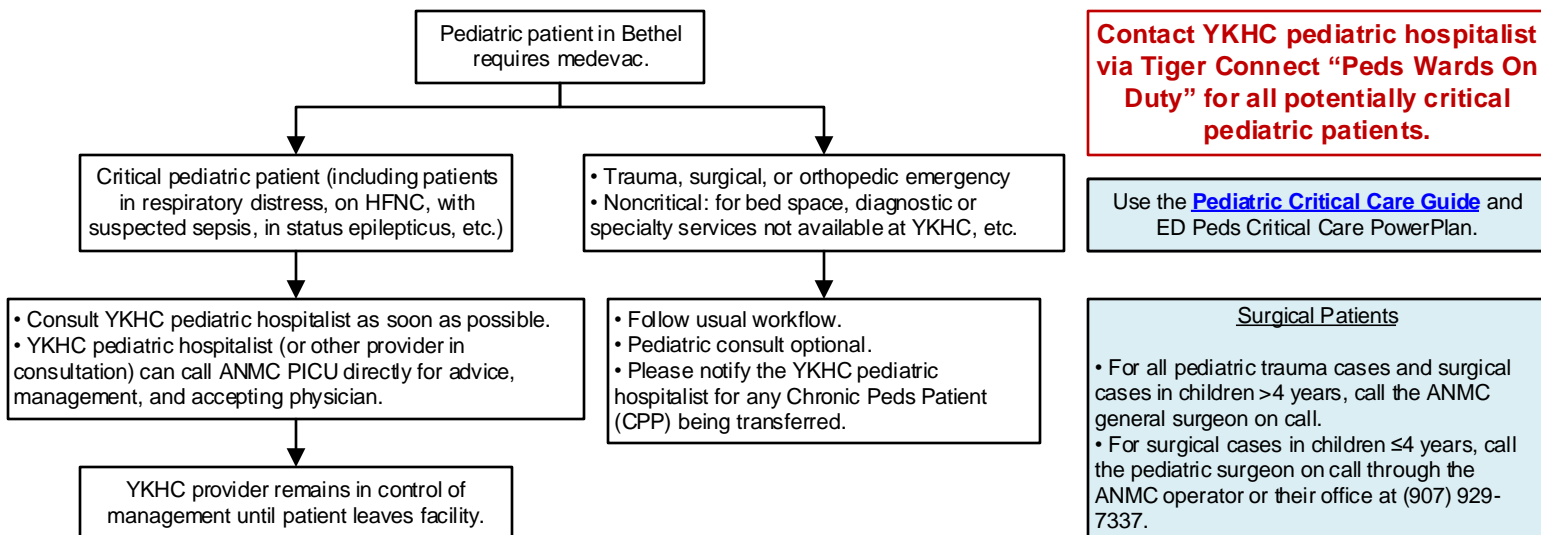 Pediatric patient in Bethel
requires medevac.
Critical pediatric patient (including patients
in respiratory distress, on HFNC, with
suspected sepsis, in status epilepticus, etc.)
• Trauma, surgical, or orthopedic emergency
• Noncritical: for bed space, diagnostic or
specialty services not available at YKHC, etc.
• Consult YKHC pediatric hospitalist as soon as possible.
• YKHC pediatric hospitalist (or other provider in
consultation) can call ANMC PICU directly for advice,
management, and accepting physician.
• Follow usual workflow.
• Pediatric consult optional.
• Please notify the YKHC pediatric
hospitalist for any Chronic Peds Patient
(CPP) being transferred.
YKHC provider remains in control of
management until patient leaves facility.
Contact YKHC pediatric hospitalist
via Tiger Connect “Peds Wards On
Duty” for all potentially critical
pediatric patients.
Use the Pediatric Critical Care Guide and
ED Peds Critical Care PowerPlan.
Surgical Patients
• For all pediatric trauma cases and surgical
cases in children >4 years, call the ANMC
general surgeon on call.
• For surgical cases in children ≤4 years, call
the pediatric surgeon on call through the
ANMC operator or their office at (907) 929-
7337.